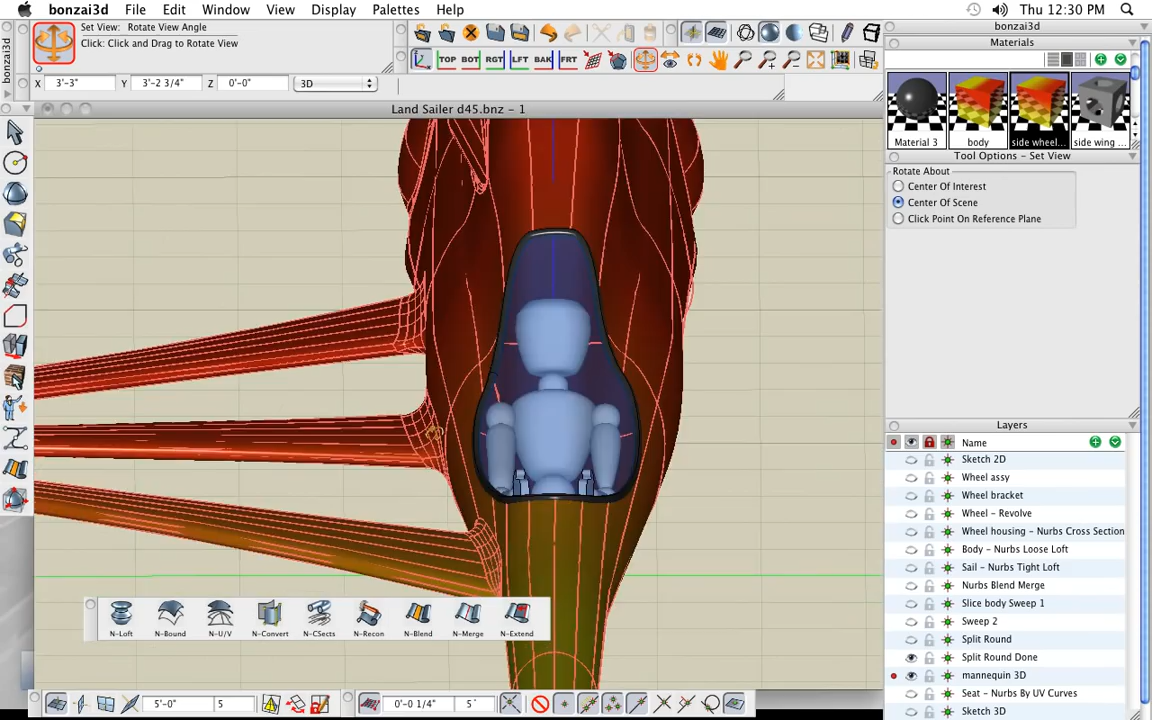 bonzai3d File Edit Window View Display Palettes Help
Thu 12:30 PM
bonzai3d
Set View: Rotate View Angle
Click: Click and Drag to Rotate View
TOP BOT RGT LFT BAK FRT
X 3'-3" Y 3'-2 3/4" Z 0'-0" 3D
Land Sailer d45.bnz - 1
bonzai3d
Materials
Material 3
body
side wheel...
side wing ...
Tool Options - Set View
Rotate About
Center Of Interest
Center Of Scene
Click Point On Reference Plane
Layers
Name
Sketch 2D
Wheel assy
Wheel bracket
Wheel - Revolve
Wheel housing - Nurbs Cross Section
Body - Nurbs Loose Loft
Sail - Nurbs Tight Loft
Nurbs Blend Merge
Slice body Sweep 1
Sweep 2
Split Round
Split Round Done
mannequin 3D
Seat - Nurbs By UV Curves
Sketch 3D
N-Loft N-Bound N-U/V N-Convert N-CSects N-Recon N-Blend N-Merge N-Extend
5'-0" 5
0'-0 1/4" 5°